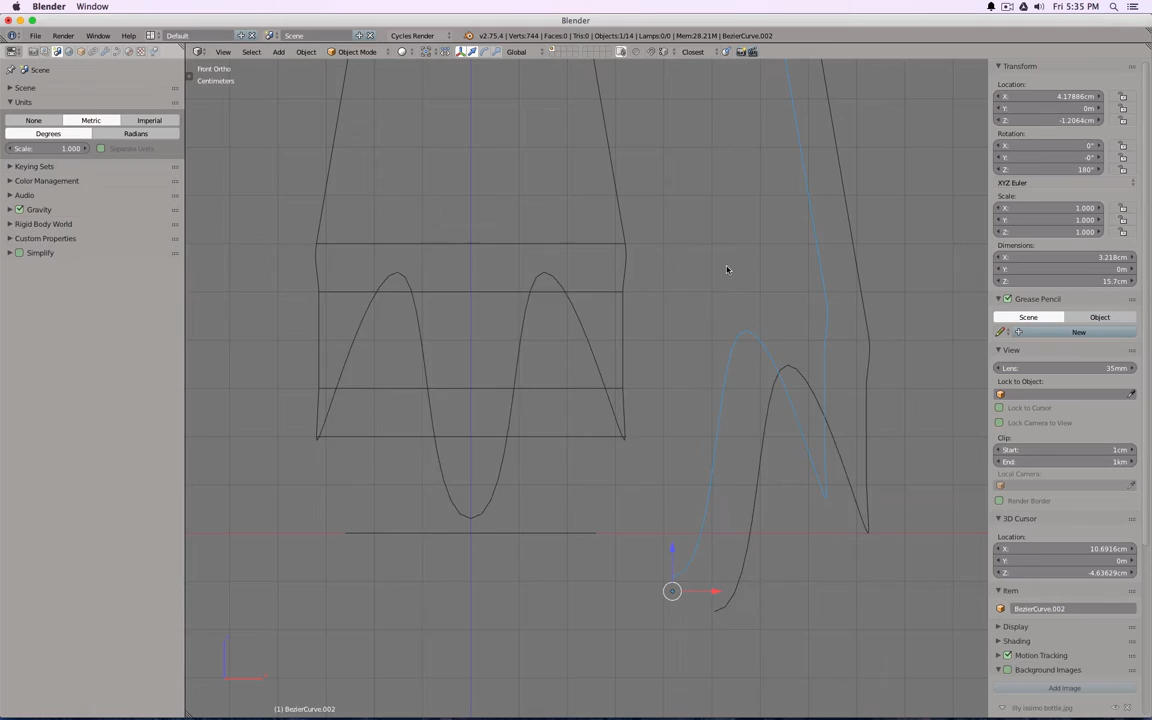 Blender Window Fri 5:35 PM
Blender
File Render Window Help Default Scene Cycles Render v2.75.4 | Verts:744 | Faces:0 | Tris:0 | Objects:1/14 | Lamps:0/0 | Mem:28.21M | BezierCurve.002
View Select Add Object Object Mode Global Closest
Scene
Scene
Units
None Metric Imperial
Degrees Radians
Scale: 1.000 Separate Units
Keying Sets
Color Management
Audio
Gravity
Rigid Body World
Custom Properties
Simplify
Front Ortho
Centimeters
(1) BezierCurve.002
Transform
Location:
X: 4.17886cm
Y: 0m
Z: -1.2064cm
Rotation:
X: 0°
Y: -0°
Z: 180°
XYZ Euler
Scale:
X: 1.000
Y: 1.000
Z: 1.000
Dimensions:
X: 3.218cm
Y: 0m
Z: 15.7cm
Grease Pencil
Scene Object
New
View
Lens: 35mm
Lock to Object:
Lock to Cursor
Lock Camera to View
Clip:
Start: 1cm
End: 1km
Local Camera:
Render Border
3D Cursor
Location:
X: 10.6916cm
Y: 0m
Z: -4.63629cm
Item
BezierCurve.002
Display
Shading
Motion Tracking
Background Images
Add Image
illy issimo bottle.jpg